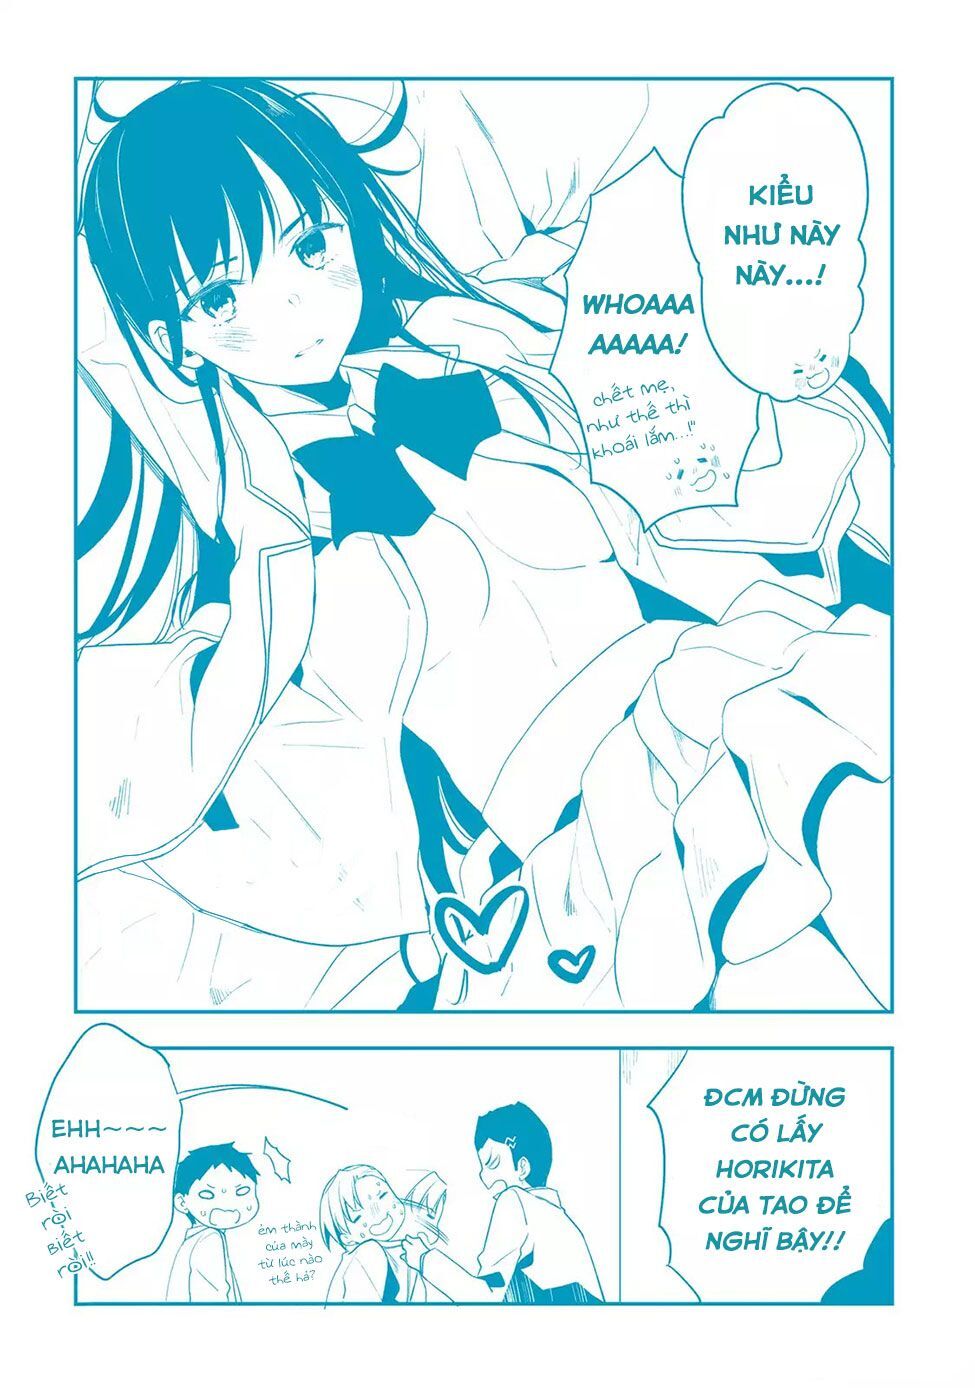 KIỂU
NHƯ NÀY
NÀY...!
WHOAAA
AAAAA!
chết mẹ,
như thế thì
khoái lắm...!"
ĐCM ĐỪNG
CÓ LẤY
HORIKITA
CỦA TAO ĐỂ
NGHĨ BẬY!!
ém thành
của mày
từ lúc nào
thế hả?
EHH~~~
AHAHAHA
Biết
rồi
Biết
rồi!!